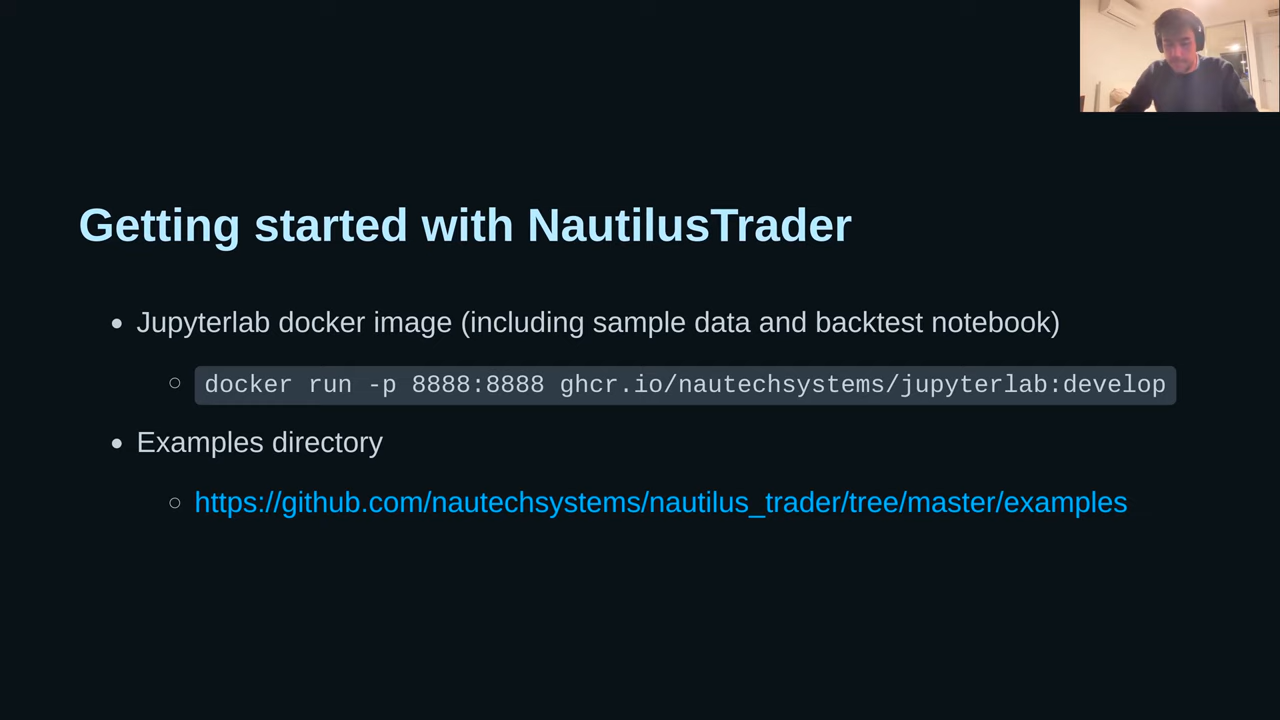 Getting started with NautilusTrader
Jupyterlab docker image (including sample data and backtest notebook)
docker run -p 8888:8888 ghcr.io/nautechsystems/jupyterlab:develop
Examples directory
https://github.com/nautechsystems/nautilus_trader/tree/master/examples